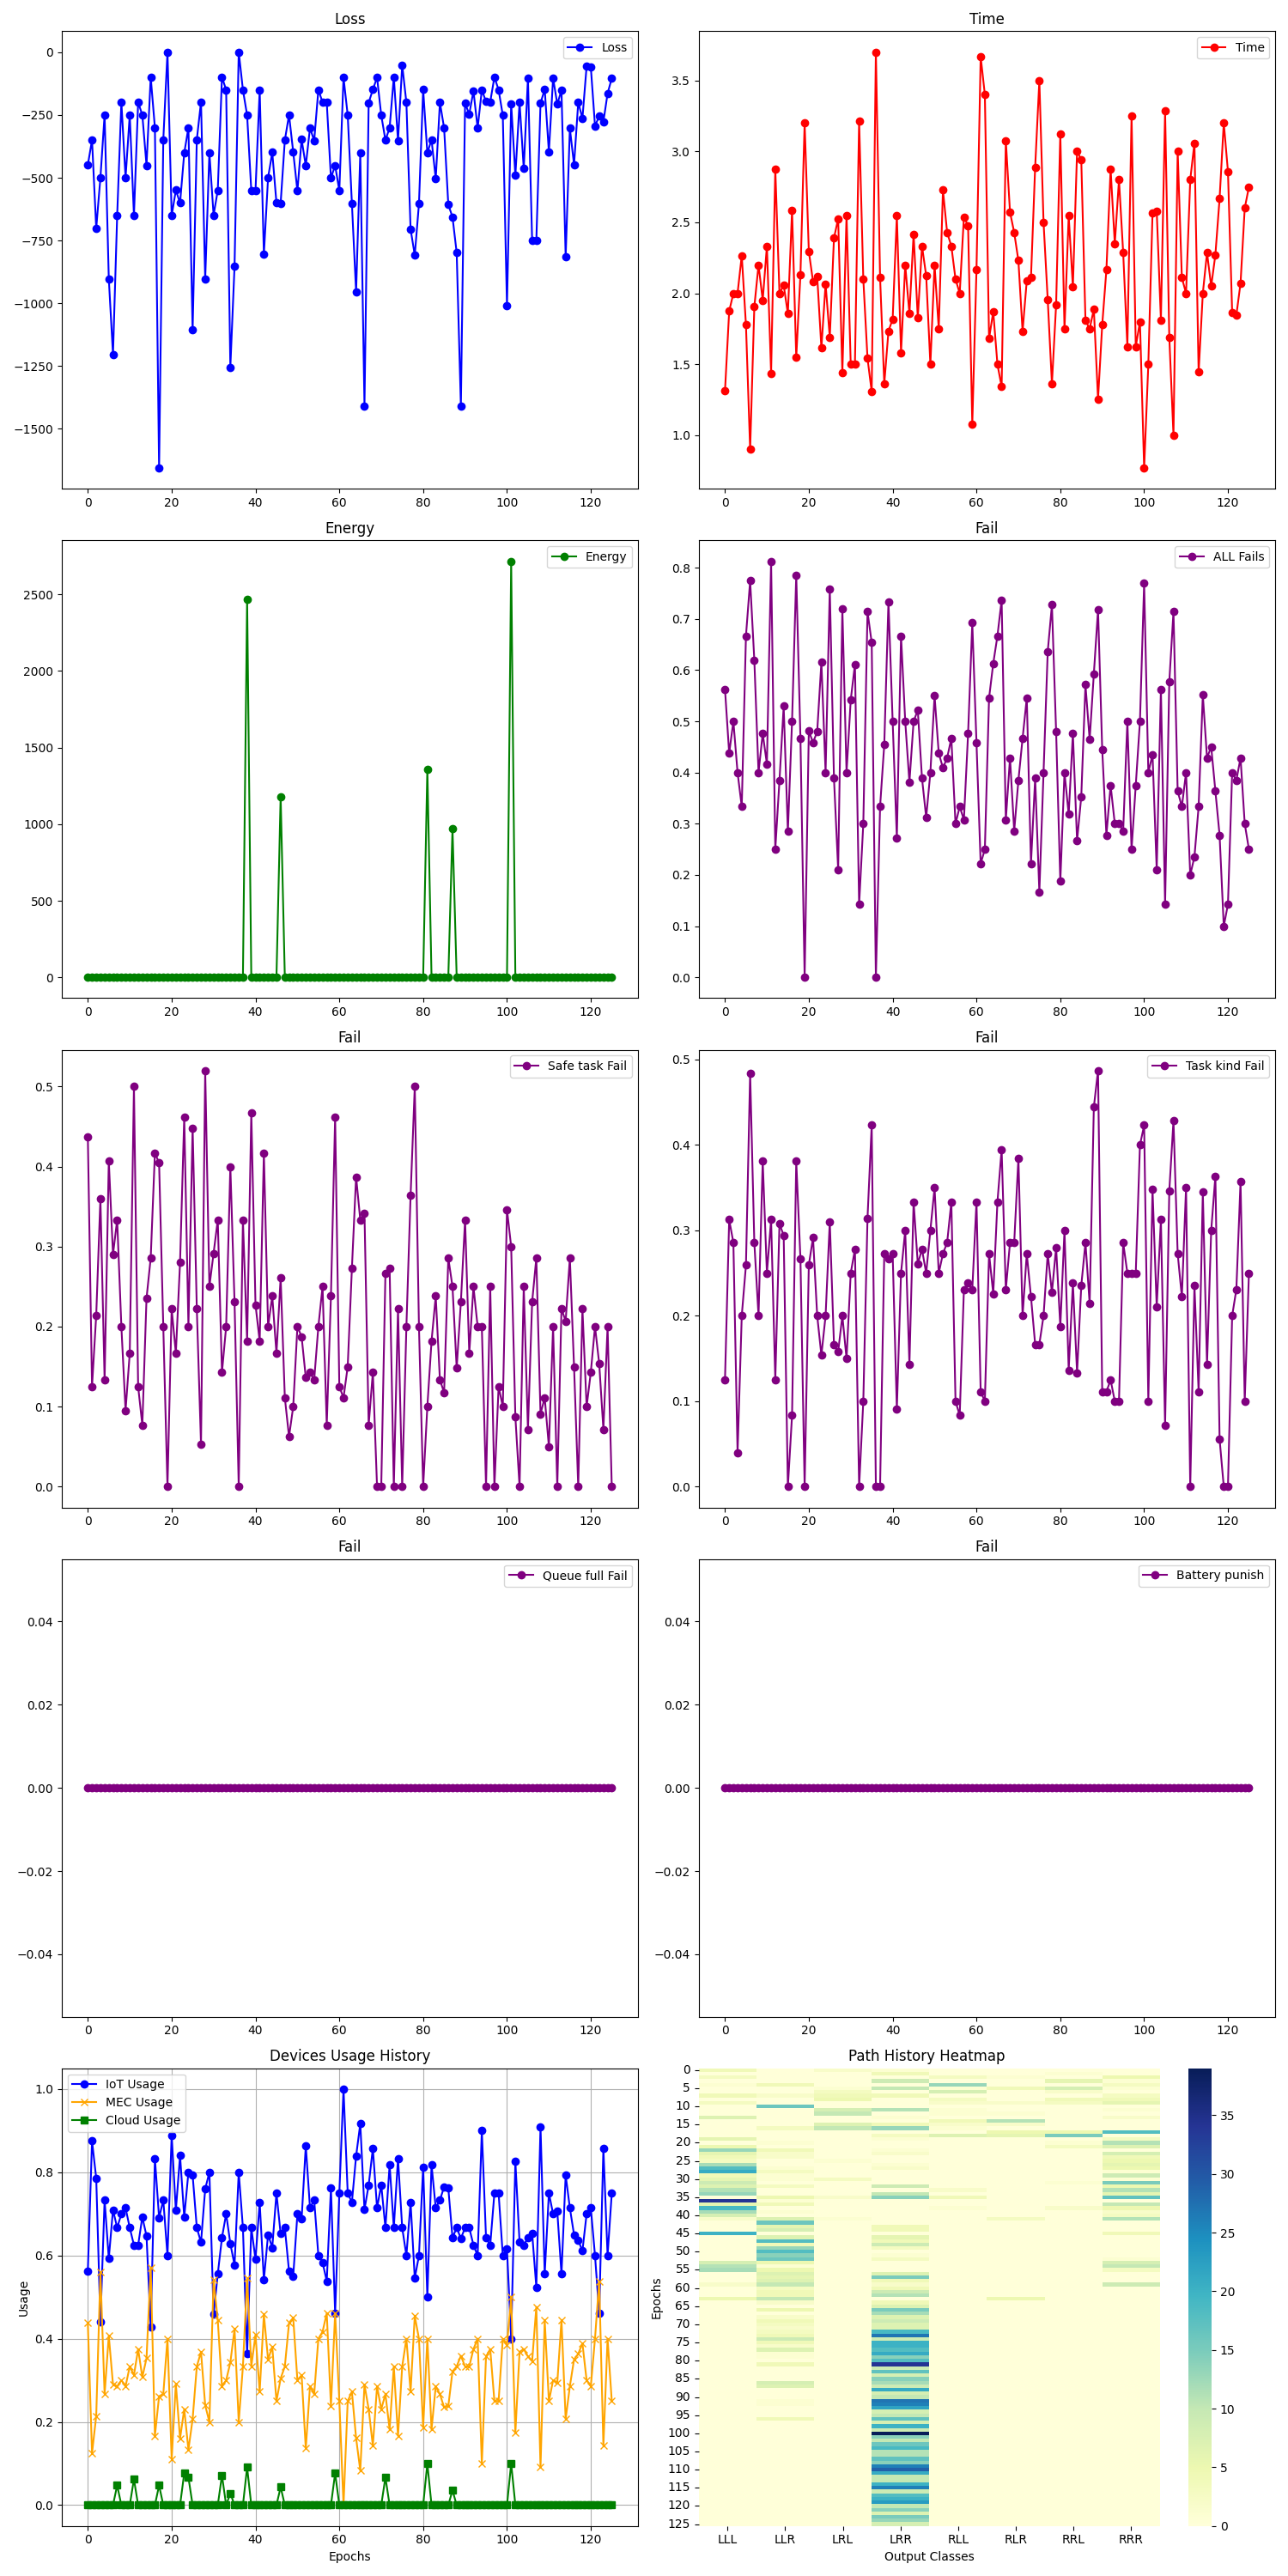 Loss
Time
Loss
Time
0
−250
−500
−750
−1000
−1250
−1500
3.5
3.0
2.5
2.0
1.5
1.0
0 20 40 60 80 100 120
0 20 40 60 80 100 120
Energy
Fail
Energy
ALL Fails
2500
2000
1500
1000
500
0
0.8
0.7
0.6
0.5
0.4
0.3
0.2
0.1
0.0
0 20 40 60 80 100 120
0 20 40 60 80 100 120
Fail
Fail
Safe task Fail
Task kind Fail
0.5
0.4
0.3
0.2
0.1
0.0
0.5
0.4
0.3
0.2
0.1
0.0
0 20 40 60 80 100 120
0 20 40 60 80 100 120
Fail
Fail
Queue full Fail
Battery punish
0.04
0.02
0.00
−0.02
−0.04
0.04
0.02
0.00
−0.02
−0.04
0 20 40 60 80 100 120
0 20 40 60 80 100 120
Devices Usage History
Path History Heatmap
IoT Usage
MEC Usage
Cloud Usage
Usage
1.0
0.8
0.6
0.4
0.2
0.0
0 20 40 60 80 100 120
Epochs
Epochs
0
5
10
15
20
25
30
35
40
45
50
55
60
65
70
75
80
85
90
95
100
105
110
115
120
125
LLL LLR LRL LRR RLL RLR RRL RRR
Output Classes
35
30
25
20
15
10
5
0